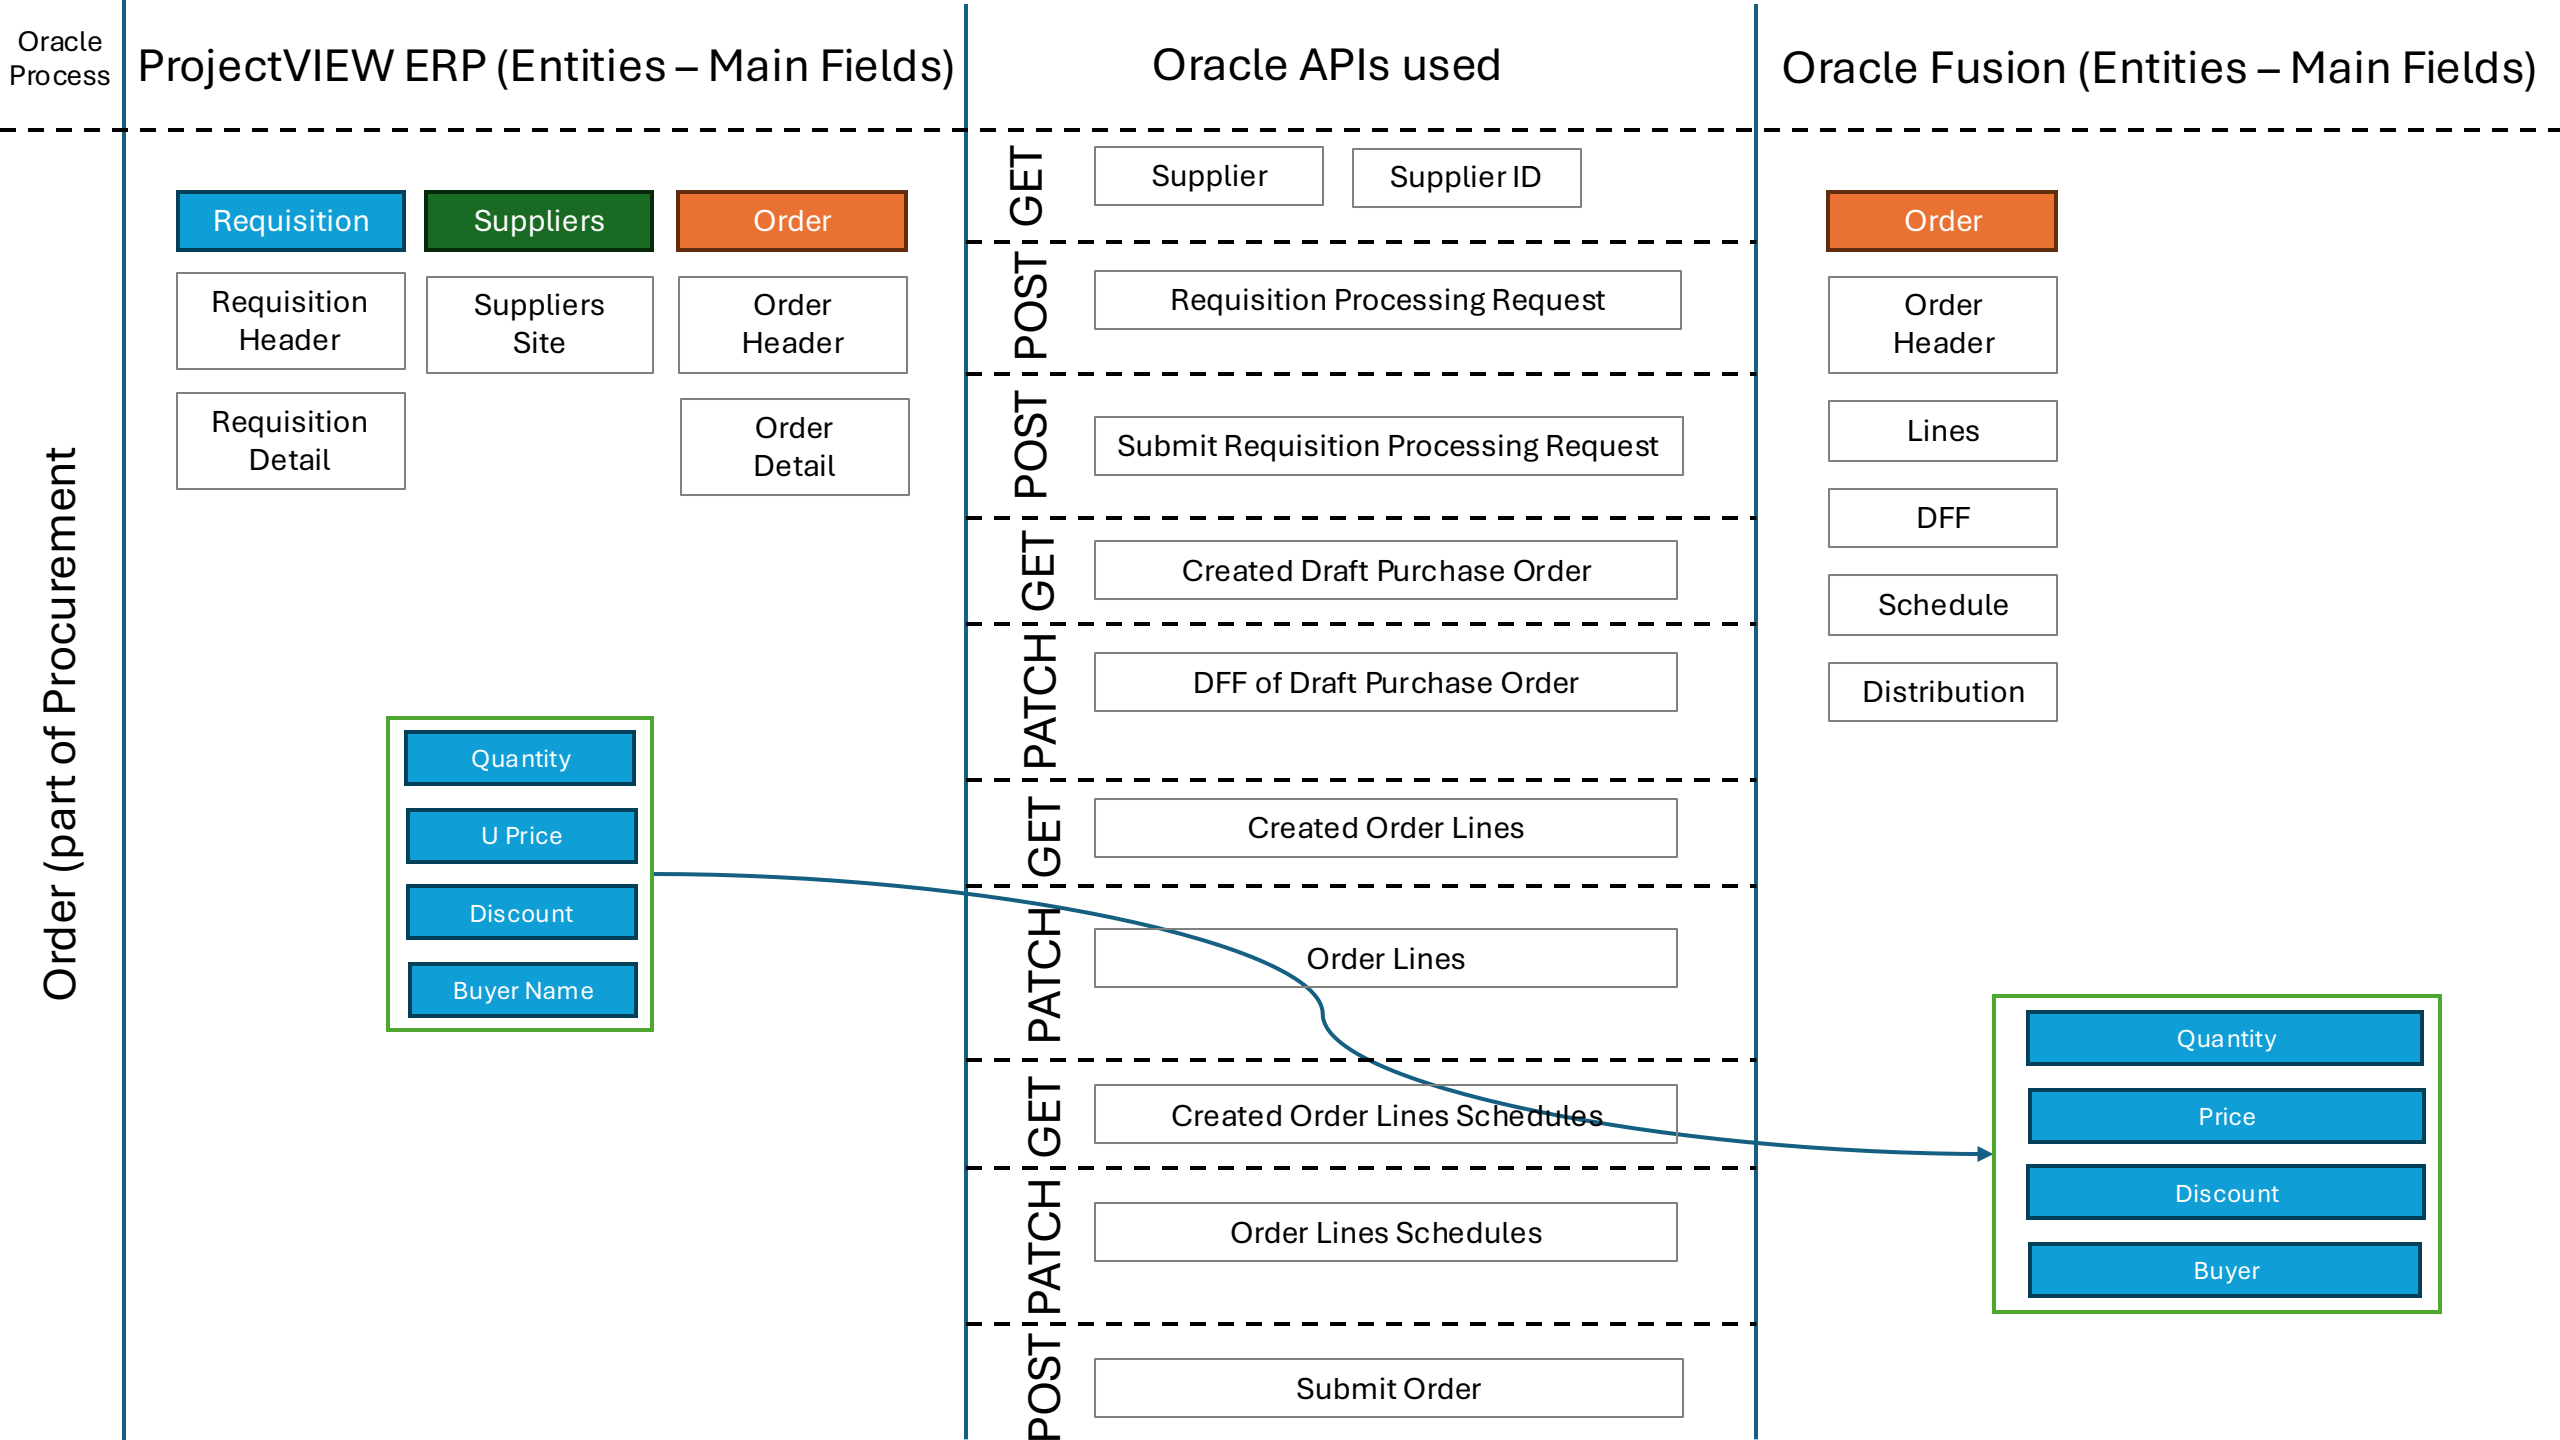 Oracle
Process
ProjectVIEW ERP (Entities – Main Fields)
Oracle APIs used
Oracle Fusion (Entities – Main Fields)
Order (part of Procurement
Requisition
Suppliers
Order
Requisition
Header
Suppliers
Site
Order
Header
Requisition
Detail
Order
Detail
Quantity
U Price
Discount
Buyer Name
GET
Supplier
Supplier ID
POST
Requisition Processing Request
POST
Submit Requisition Processing Request
GET
Created Draft Purchase Order
PATCH
DFF of Draft Purchase Order
GET
Created Order Lines
PATCH
Order Lines
GET
Created Order Lines Schedules
PATCH
Order Lines Schedules
POST
Submit Order
Order
Order
Header
Lines
DFF
Schedule
Distribution
Quantity
Price
Discount
Buyer